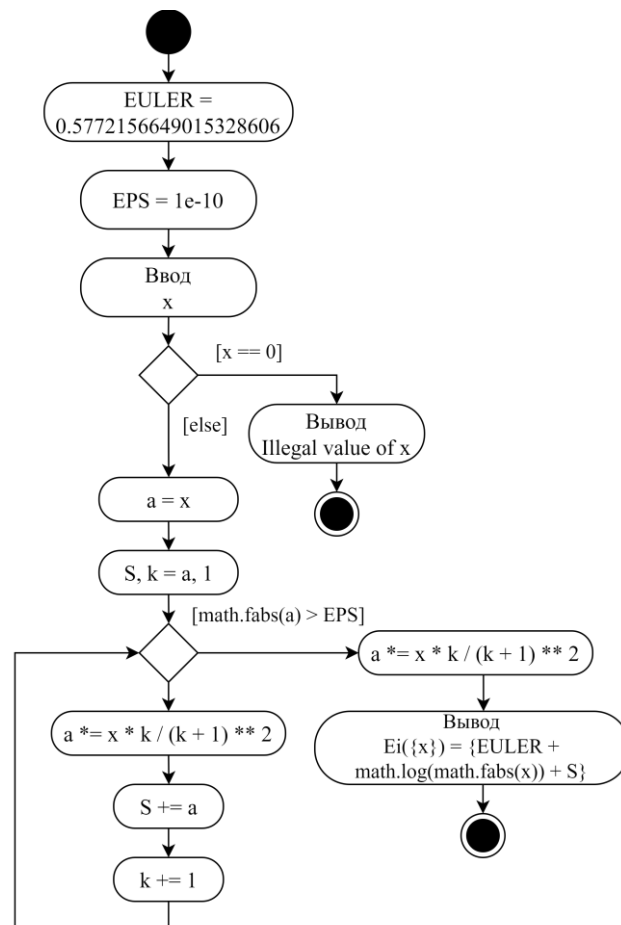 EULER =
0.5772156649015328606
EPS = 1e-10
Ввод
x
[x == 0]
[else]
Вывод
Illegal value of x
a = x
S, k = a, 1
[math.fabs(a) > EPS]
a *= x * k / (k + 1) ** 2
a *= x * k / (k + 1) ** 2
Вывод
Ei({x}) = {EULER +
math.log(math.fabs(x)) + S}
S += a
k += 1